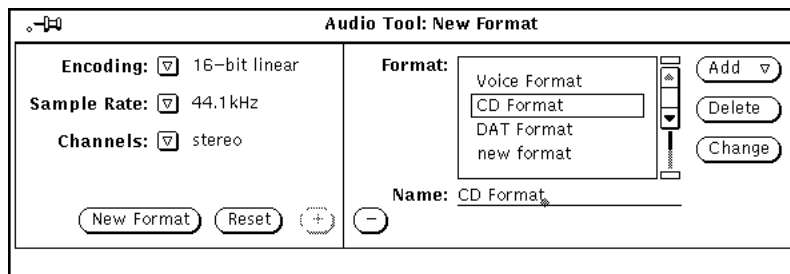 Audio Tool: New Format
Encoding: 16-bit linear
Sample Rate: 44.1kHz
Channels: stereo
New Format Reset +
Format:
Voice Format
CD Format
DAT Format
new format
Add
Delete
Change
Name: CD Format
−